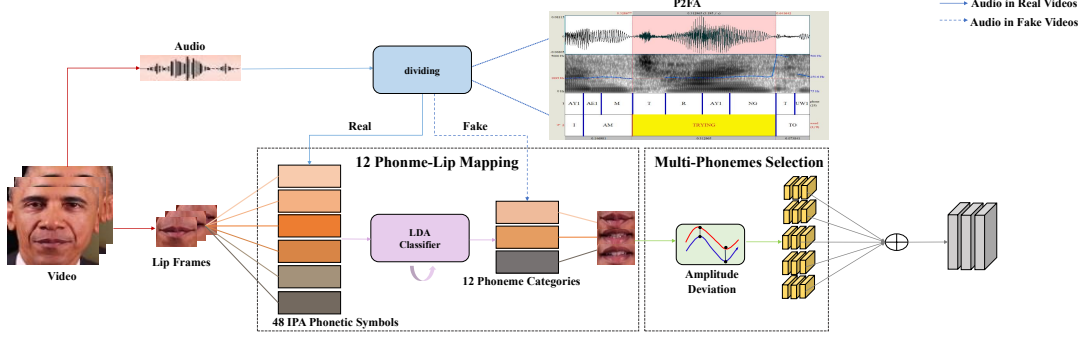 P2FA
Audio in Real Videos
Audio in Fake Videos
Audio
dividing
AY1 AE1 M T R AY1 NG T UW1
I AM TRYING TO
Real
Fake
12 Phonme-Lip Mapping
Multi-Phonemes Selection
LDA
Classifier
Video
Lip Frames
12 Phoneme Categories
Amplitude
Deviation
48 IPA Phonetic Symbols